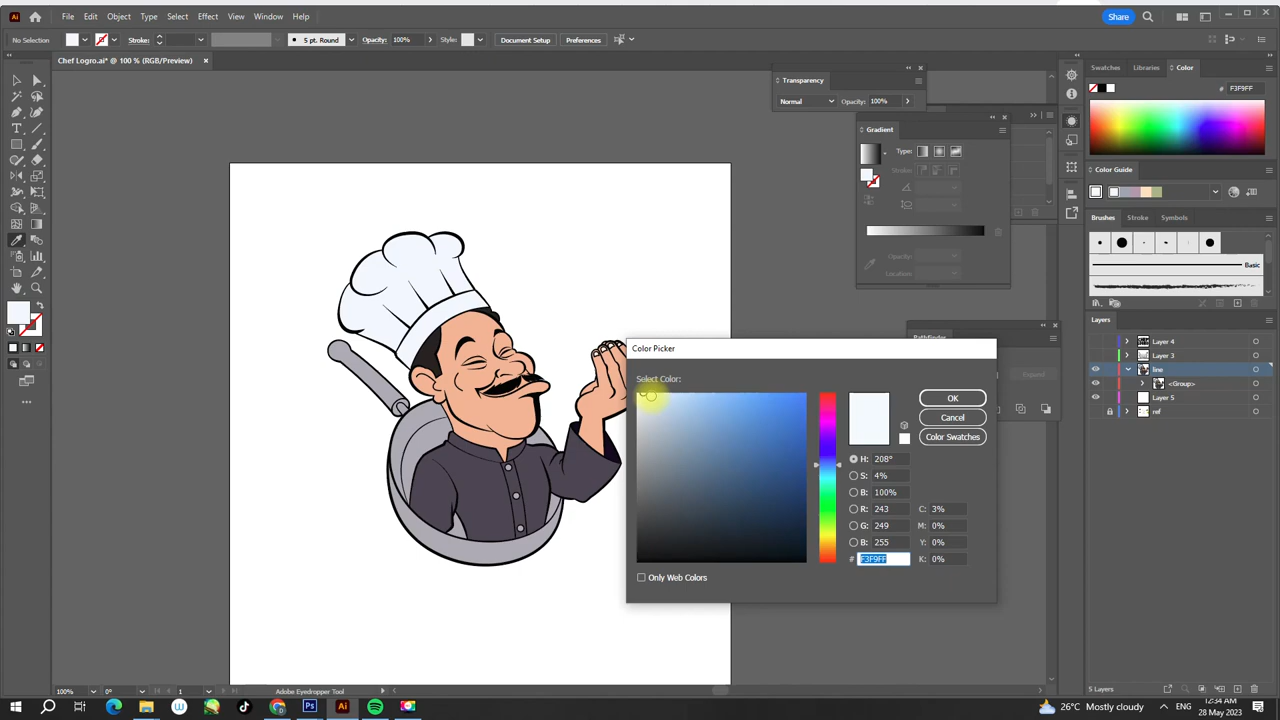 File Edit Object Type Select Effect View Window Help
Share
No Selection Stroke: 5 pt. Round Opacity: 100% Style: Document Setup Preferences
Chef Logro.ai* @ 100 % (RGB/Preview) ×
Transparency
Normal Opacity: 100%
Gradient
Type:
Stroke:
Opacity:
Location:
Swatches Libraries Color
# F3F9FF
Color Guide
Brushes Stroke Symbols
Basic
Layers
Layer 4
Layer 3
line
<Group>
Layer 5
ref
5 Layers
Pathfinder
Expand
Color Picker
Select Color:
OK
Cancel
Color Swatches
H: 208°
S: 4%
B: 100%
R: 243 C: 3%
G: 249 M: 0%
B: 255 Y: 0%
# F3F9FF K: 0%
Only Web Colors
100% 0° 1 Adobe Eyedropper Tool
26°C Mostly cloudy ENG 12:34 AM
28 May 2023